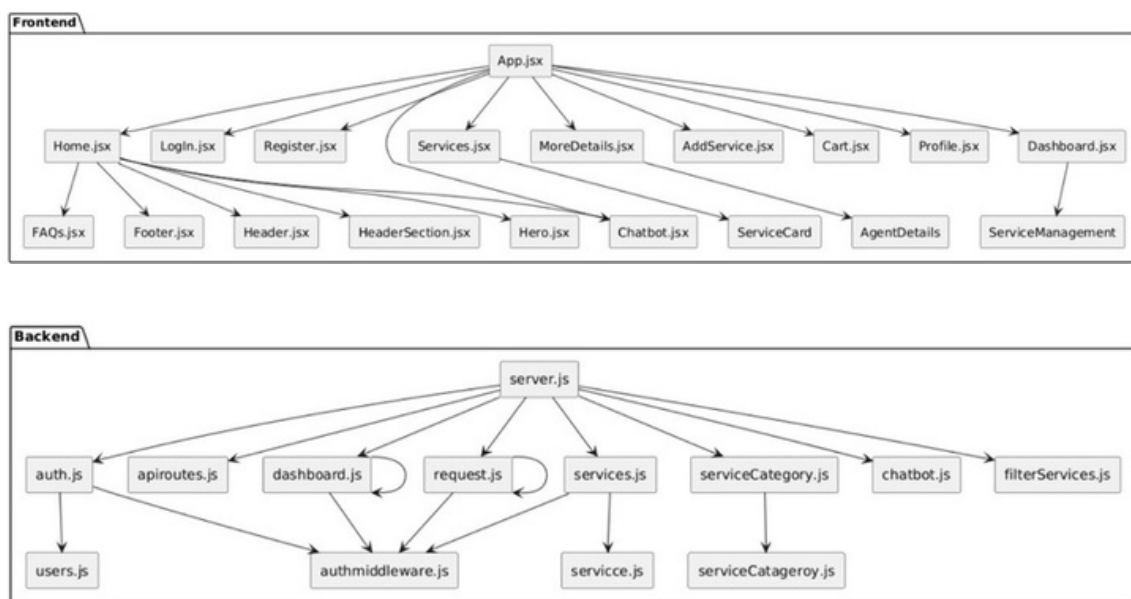 Frontend
App.jsx
Home.jsx LogIn.jsx Register.jsx Services.jsx MoreDetails.jsx AddService.jsx Cart.jsx Profile.jsx Dashboard.jsx
FAQs.jsx Footer.jsx Header.jsx HeaderSection.jsx Hero.jsx Chatbot.jsx ServiceCard AgentDetails ServiceManagement
Backend
server.js
auth.js apiroutes.js dashboard.js request.js services.js serviceCategory.js chatbot.js filterServices.js
users.js authmiddleware.js servicce.js serviceCatageroy.js